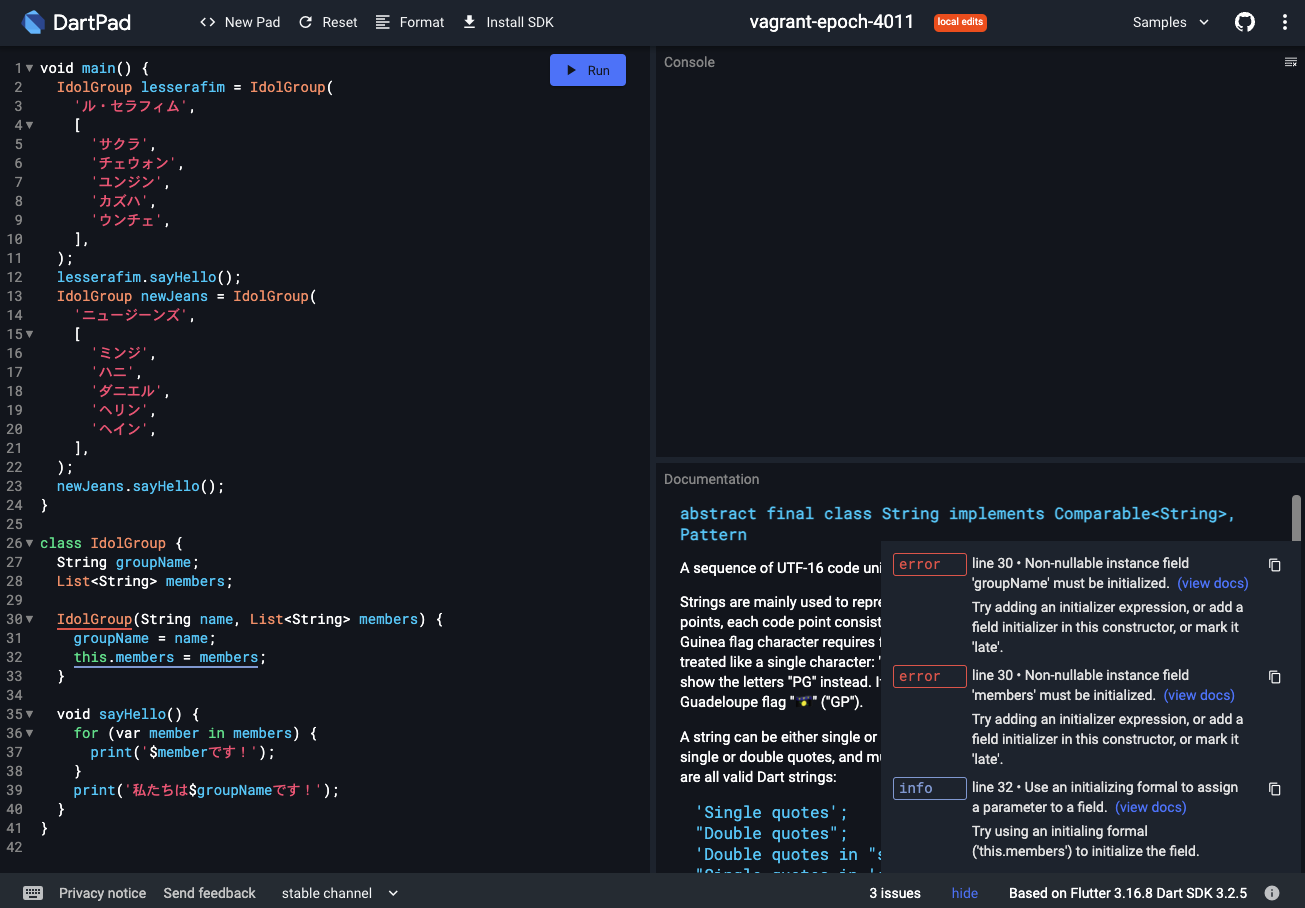 DartPad
New Pad
Reset
Format
Install SDK
vagrant-epoch-4011
local edits
Samples
Run
1 void main() {
2 IdolGroup lesserafim = IdolGroup(
3 'ル・セラフィム',
4 [
5 'サクラ',
6 'チェウォン',
7 'ユンジン',
8 'カズハ',
9 'ウンチェ',
10 ],
11 );
12 lesserafim.sayHello();
13 IdolGroup newJeans = IdolGroup(
14 'ニュージーンズ',
15 [
16 'ミンジ',
17 'ハニ',
18 'ダニエル',
19 'ヘリン',
20 'ヘイン',
21 ],
22 );
23 newJeans.sayHello();
24 }
25
26 class IdolGroup {
27 String groupName;
28 List<String> members;
29
30 IdolGroup(String name, List<String> members) {
31 groupName = name;
32 this.members = members;
33 }
34
35 void sayHello() {
36 for (var member in members) {
37 print('$memberです！');
38 }
39 print('私たちは$groupNameです！');
40 }
41 }
42
Console
Documentation
abstract final class String implements Comparable<String>,
Pattern
A sequence of UTF-16 code uni
Strings are mainly used to repre
points, each code point consist
Guinea flag character requires
treated like a single character: '
show the letters "PG" instead. I
Guadeloupe flag "" ("GP").
A string can be either single or
single or double quotes, and mu
are all valid Dart strings:
'Single quotes';
"Double quotes";
'Double quotes in "s
error
line 30 • Non-nullable instance field
'groupName' must be initialized. (view docs)
Try adding an initializer expression, or add a
field initializer in this constructor, or mark it
'late'.
error
line 30 • Non-nullable instance field
'members' must be initialized. (view docs)
Try adding an initializer expression, or add a
field initializer in this constructor, or mark it
'late'.
info
line 32 • Use an initializing formal to assign
a parameter to a field. (view docs)
Try using an initialing formal
('this.members') to initialize the field.
Privacy notice
Send feedback
stable channel
3 issues
hide
Based on Flutter 3.16.8 Dart SDK 3.2.5